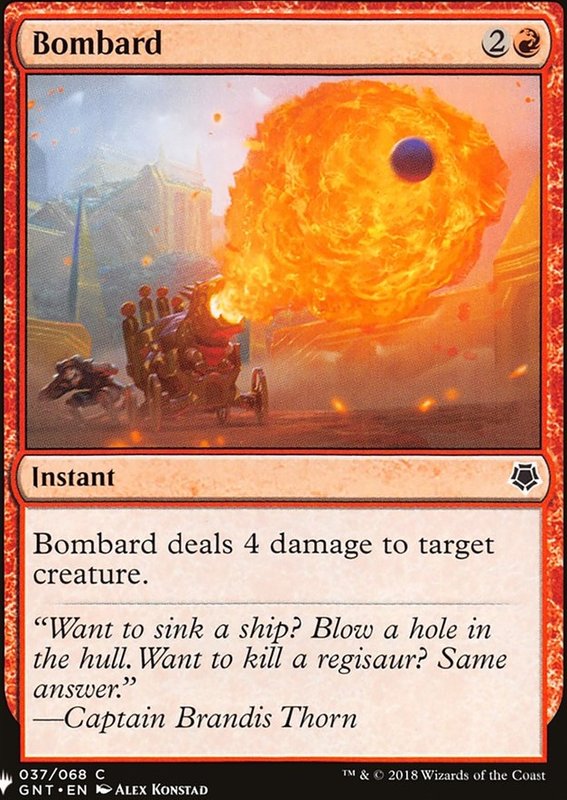 Bombard
2
Instant
Bombard deals 4 damage to target
creature.
“Want to sink a ship? Blow a hole in
the hull. Want to kill a regisaur? Same
answer.”
—Captain Brandis Thorn
037/068 C
GNT • EN Alex Konstad
™ & © 2018 Wizards of the Coast